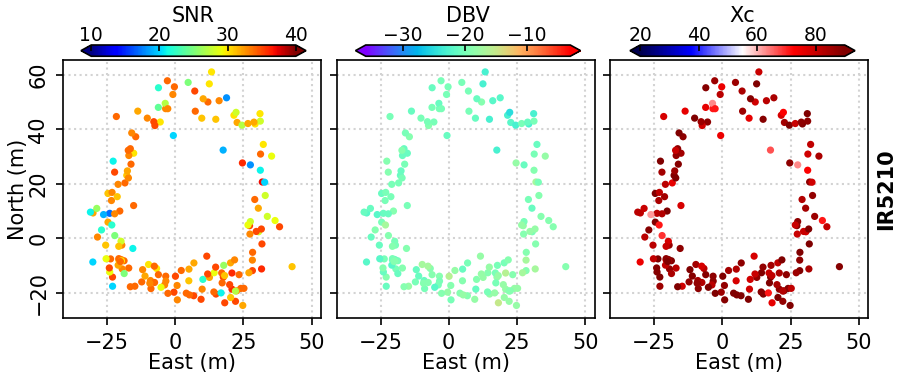 SNR DBV Xc
10 20 30 40 −30 −20 −10 20 40 60 80
60
40
20
0
−20
North (m)
IR5210
−25 0 25 50 −25 0 25 50 −25 0 25 50
East (m) East (m) East (m)